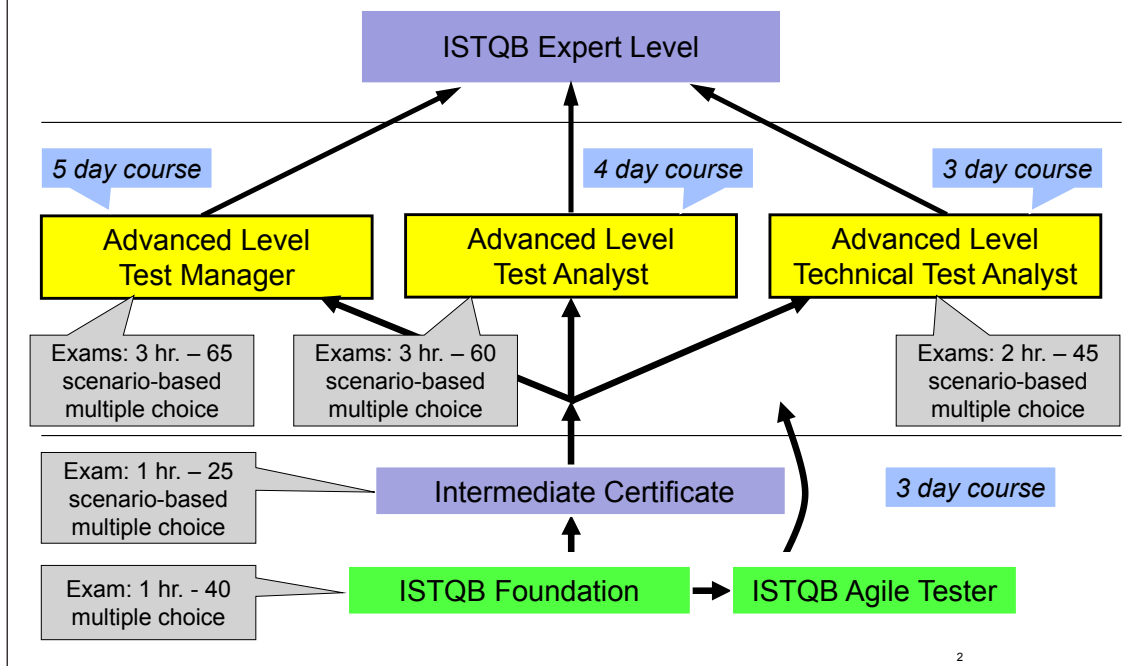 ISTQB Expert Level
5 day course
4 day course
3 day course
Advanced Level
Test Manager
Advanced Level
Test Analyst
Advanced Level
Technical Test Analyst
Exams: 3 hr. – 65
scenario-based
multiple choice
Exams: 3 hr. – 60
scenario-based
multiple choice
Exams: 2 hr. – 45
scenario-based
multiple choice
Exam: 1 hr. – 25
scenario-based
multiple choice
Intermediate Certificate
3 day course
Exam: 1 hr. - 40
multiple choice
ISTQB Foundation
ISTQB Agile Tester
2